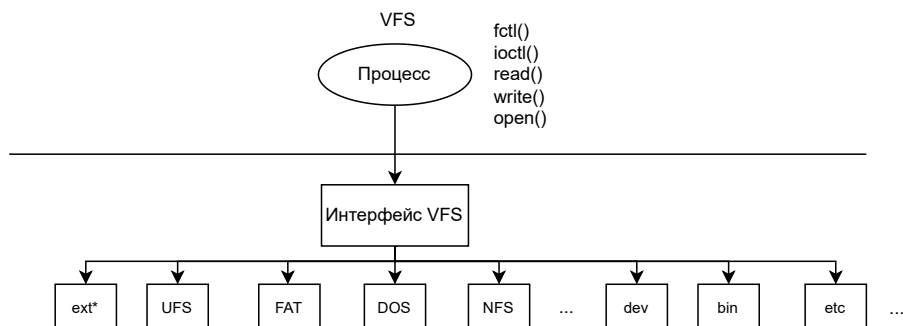 VFS
Процесс
fctl()
ioctl()
read()
write()
open()
Интерфейс VFS
ext* UFS FAT DOS NFS ... dev bin etc ...